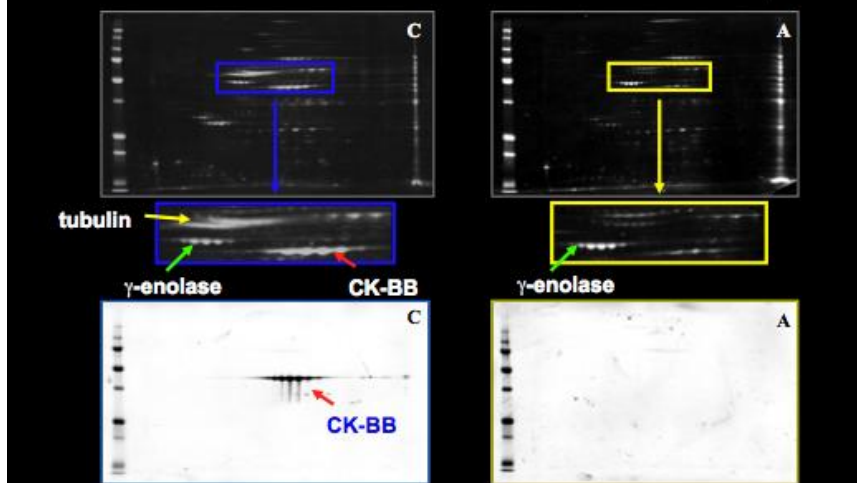 C
A
tubulin
γ-enolase
CK-BB
γ-enolase
C
A
CK-BB